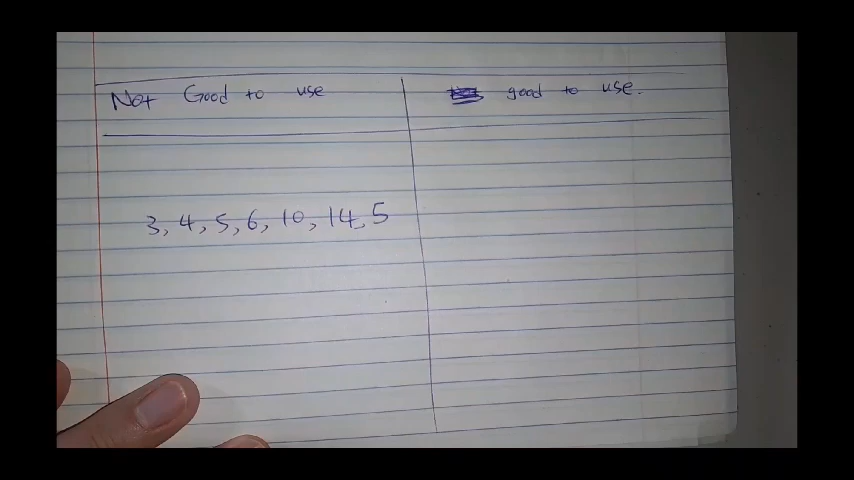 Not Good to use
good to use.
3, 4, 5, 6, 10, 14, 5